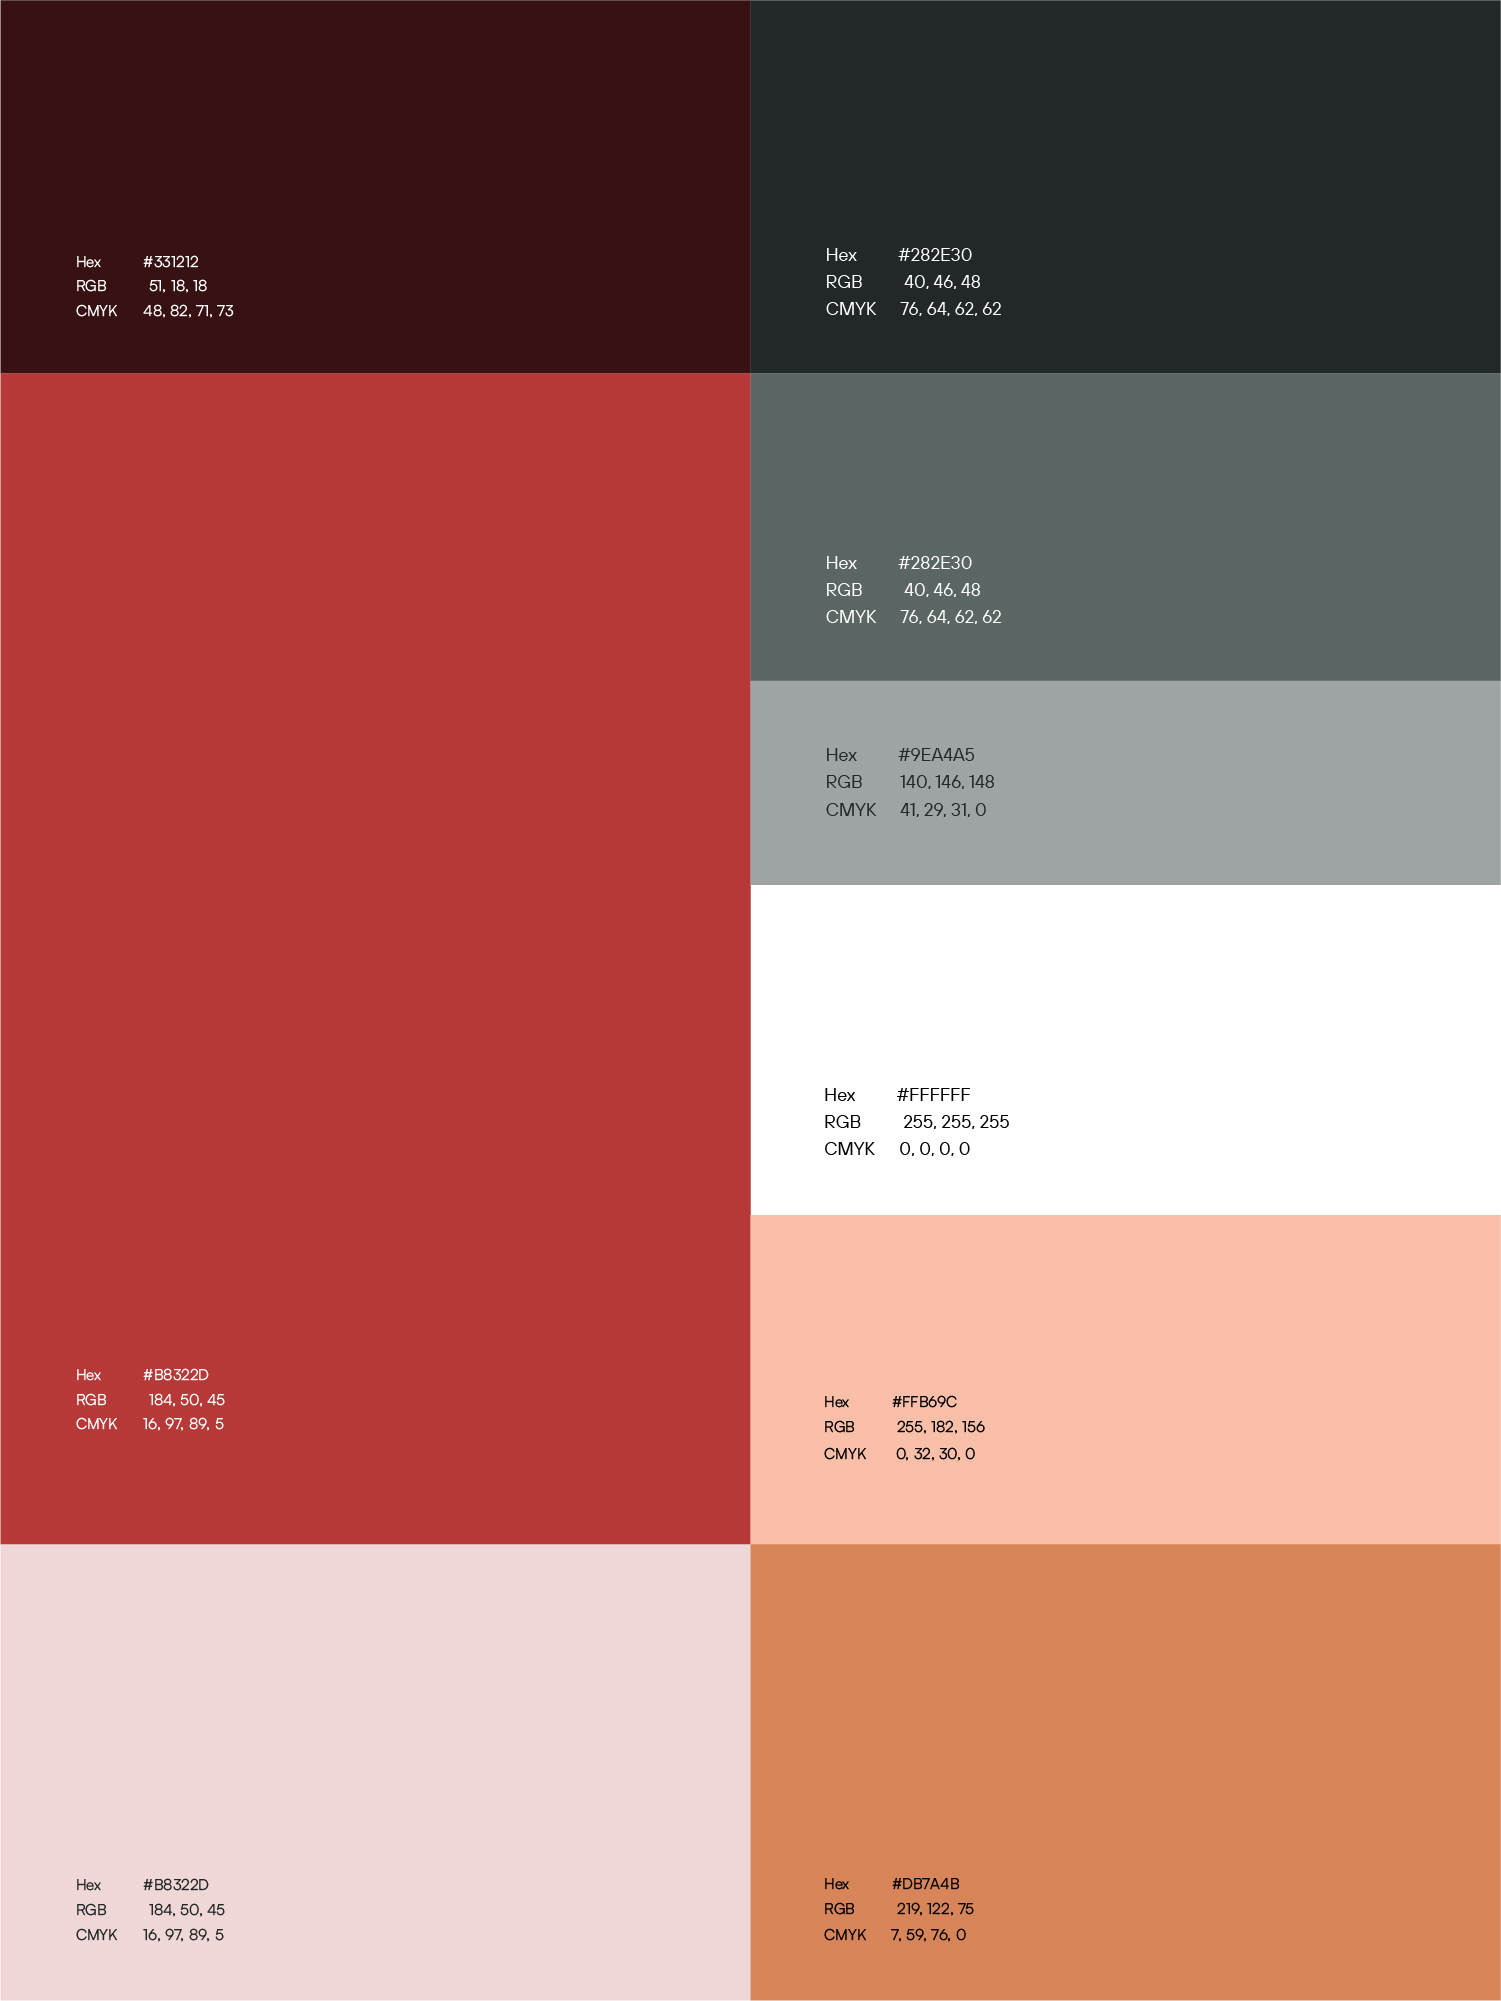 Hex #331212
RGB 51, 18, 18
CMYK 48, 82, 71, 73
Hex #282E30
RGB 40, 46, 48
CMYK 76, 64, 62, 62
Hex #282E30
RGB 40, 46, 48
CMYK 76, 64, 62, 62
Hex #9EA4A5
RGB 140, 146, 148
CMYK 41, 29, 31, 0
Hex #FFFFFF
RGB 255, 255, 255
CMYK 0, 0, 0, 0
Hex #B8322D
RGB 184, 50, 45
CMYK 16, 97, 89, 5
Hex #FFB69C
RGB 255, 182, 156
CMYK 0, 32, 30, 0
Hex #B8322D
RGB 184, 50, 45
CMYK 16, 97, 89, 5
Hex #DB7A4B
RGB 219, 122, 75
CMYK 7, 59, 76, 0